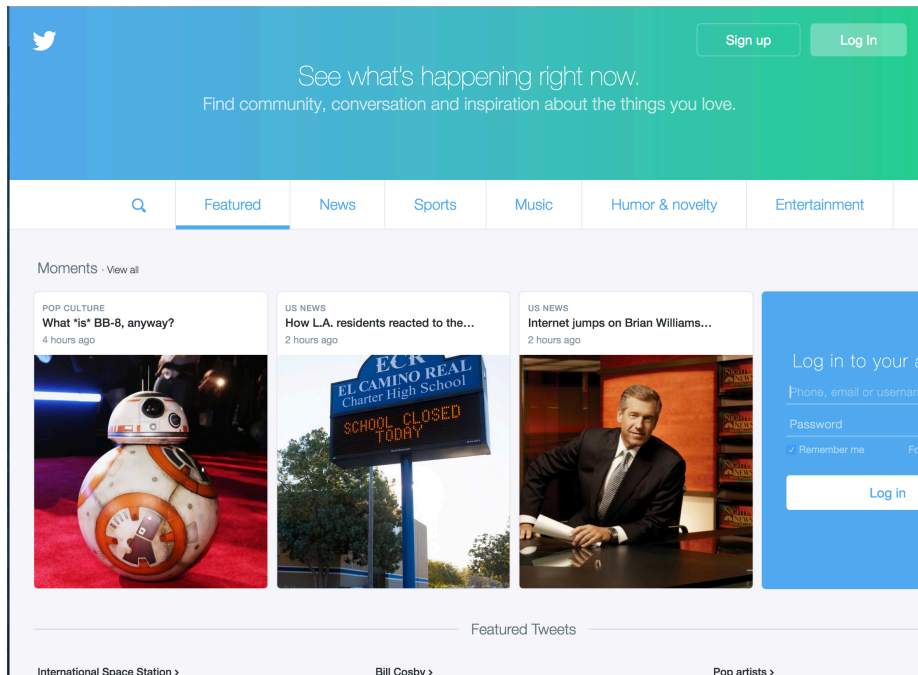 Sign up
Log In
See what's happening right now.
Find community, conversation and inspiration about the things you love.
Featured
News
Sports
Music
Humor & novelty
Entertainment
Moments · View all
POP CULTURE
What *is* BB-8, anyway?
4 hours ago
US NEWS
How L.A. residents reacted to the…
2 hours ago
US NEWS
Internet jumps on Brian Williams…
2 hours ago
ECR
EL CAMINO REAL
Charter High School
SCHOOL CLOSED
TODAY
Nightly
NEWS
Log in to your a
Phone, email or usernam
Password
Remember me
Fo
Log in
Featured Tweets
International Space Station ›
Bill Cosby ›
Pop artists ›